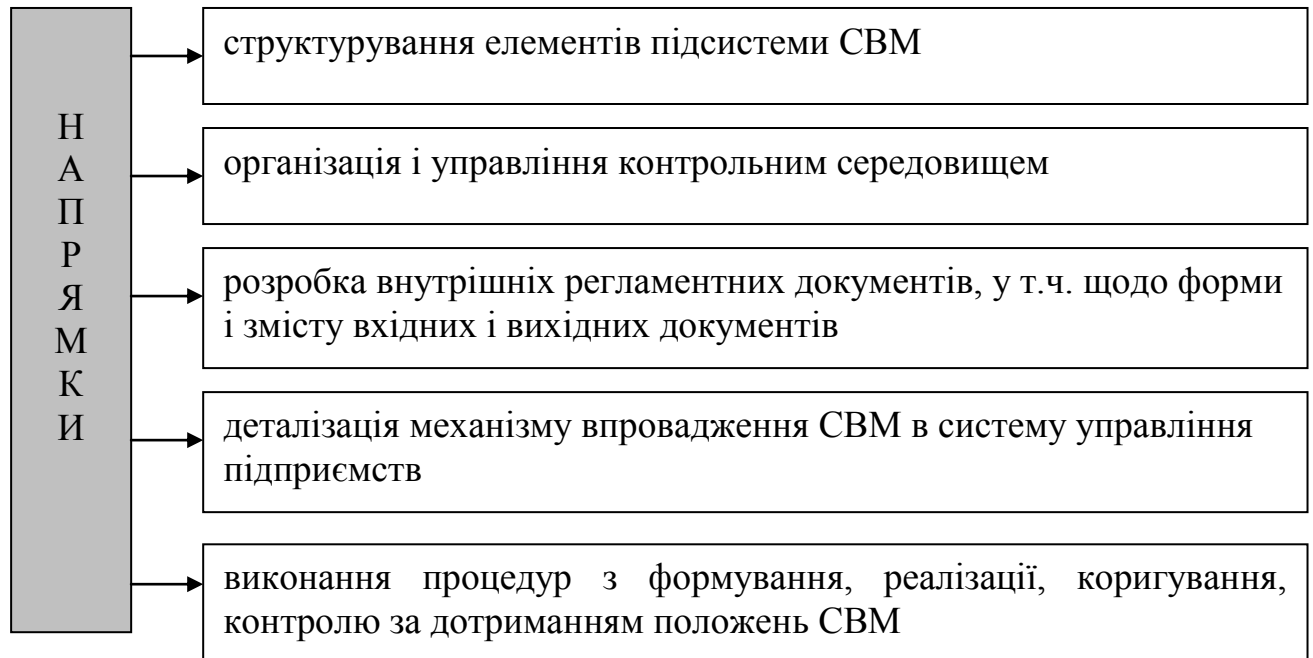 НАПРЯМКИ
структурування елементів підсистеми СВМ
організація і управління контрольним середовищем
розробка внутрішніх регламентних документів, у т.ч. щодо форми
і змісту вхідних і вихідних документів
деталізація механізму впровадження СВМ в систему управління
підприємств
виконання процедур з формування, реалізації, коригування,
контролю за дотриманням положень СВМ